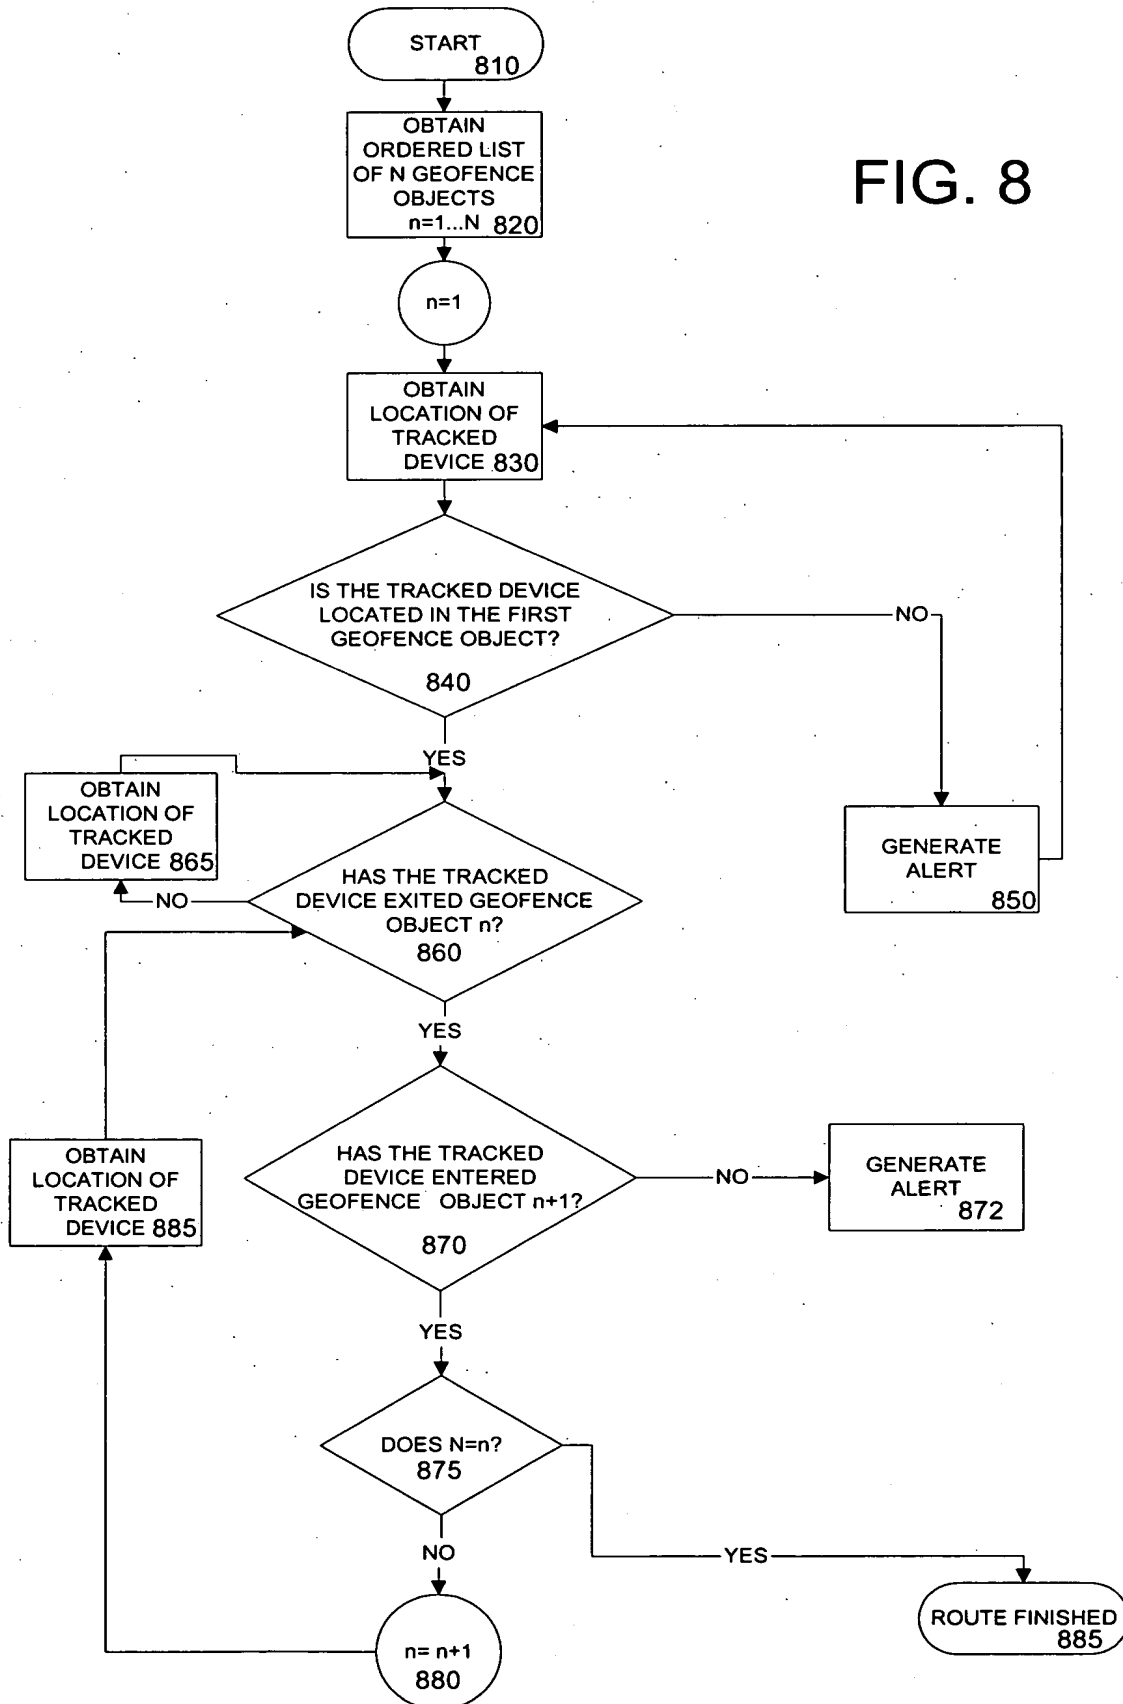 START
810
OBTAIN
ORDERED LIST
OF N GEOFENCE
OBJECTS
n=1...N 820
FIG. 8
n=1
OBTAIN
LOCATION OF
TRACKED
DEVICE 830
IS THE TRACKED DEVICE
LOCATED IN THE FIRST
GEOFENCE OBJECT?
840
NO
YES
OBTAIN
LOCATION OF
TRACKED
DEVICE 865
GENERATE
ALERT
850
HAS THE TRACKED
DEVICE EXITED GEOFENCE
OBJECT n?
860
NO
YES
OBTAIN
LOCATION OF
TRACKED
DEVICE 885
HAS THE TRACKED
DEVICE ENTERED
GEOFENCE OBJECT n+1?
870
NO
GENERATE
ALERT
872
YES
DOES N=n?
875
NO
YES
n= n+1
880
ROUTE FINISHED
885